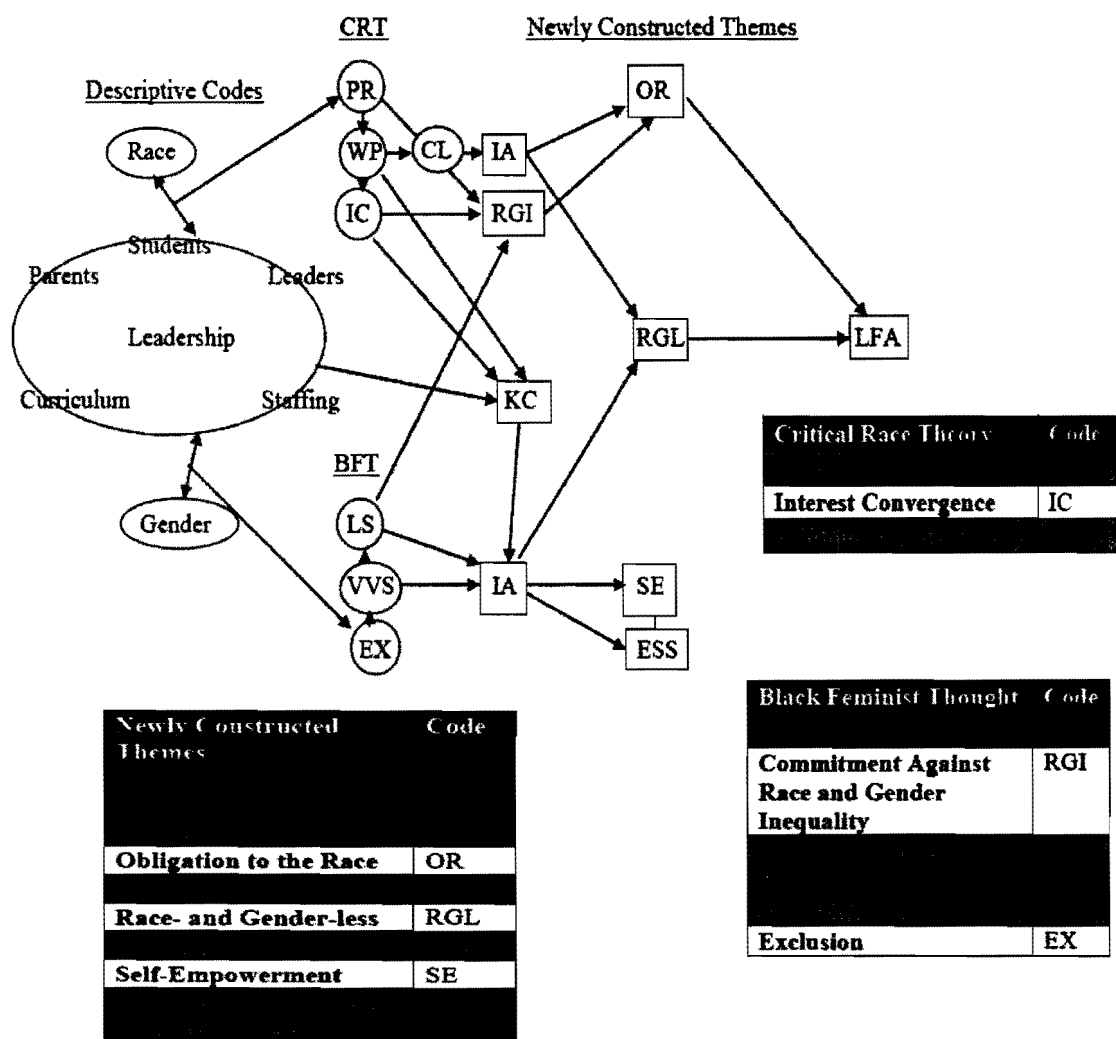 CRT
Newly Constructed Themes
Descriptive Codes
PR
OR
Race
WP
CL
IA
IC
RGI
Students
Parents
Leaders
Leadership
RGL
LFA
Curriculum
Staffing
KC
BFT
Gender
LS
VVS
IA
SE
EX
ESS
Critical Race Theory Code
Interest Convergence IC
Black Feminist Thought Code
Commitment Against RGI
Race and Gender
Inequality
Exclusion EX
Newly Constructed Code
Themes
Obligation to the Race OR
Race- and Gender-less RGL
Self-Empowerment SE